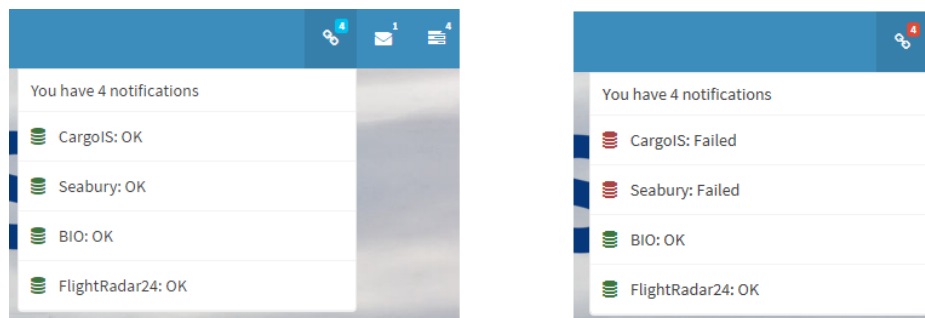 4
1
4
You have 4 notifications
CargoIS: OK
Seabury: OK
BIO: OK
FlightRadar24: OK
4
You have 4 notifications
CargoIS: Failed
Seabury: Failed
BIO: OK
FlightRadar24: OK